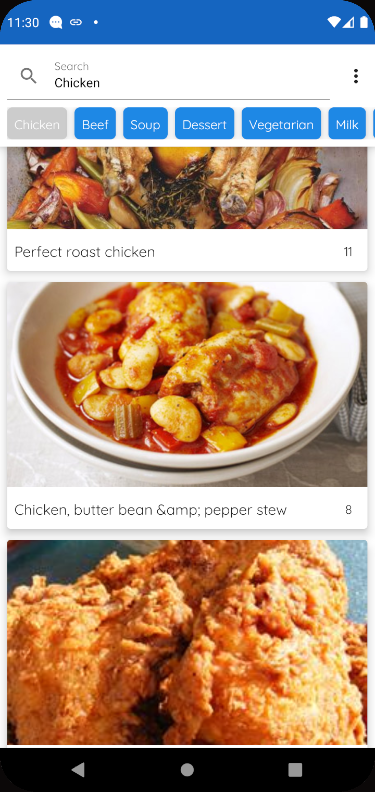 11:30
Search
Chicken
Chicken Beef Soup Dessert Vegetarian Milk
Perfect roast chicken 11
Chicken, butter bean &amp; pepper stew 8